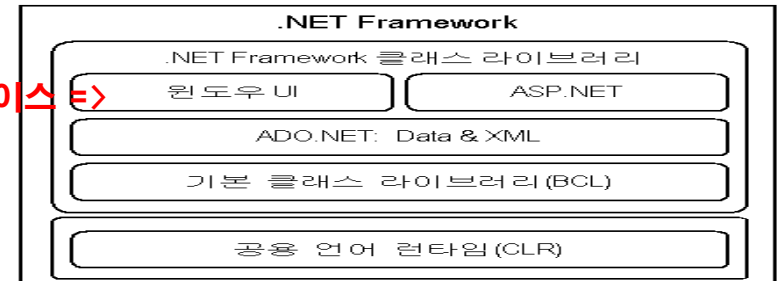 .NET Framework
.NET Framework 클래스 라이브러리
이스 =>
윈도우 UI
ASP.NET
ADO.NET: Data & XML
기본 클래스 라이브러리(BCL)
공용 언어 런타임(CLR)